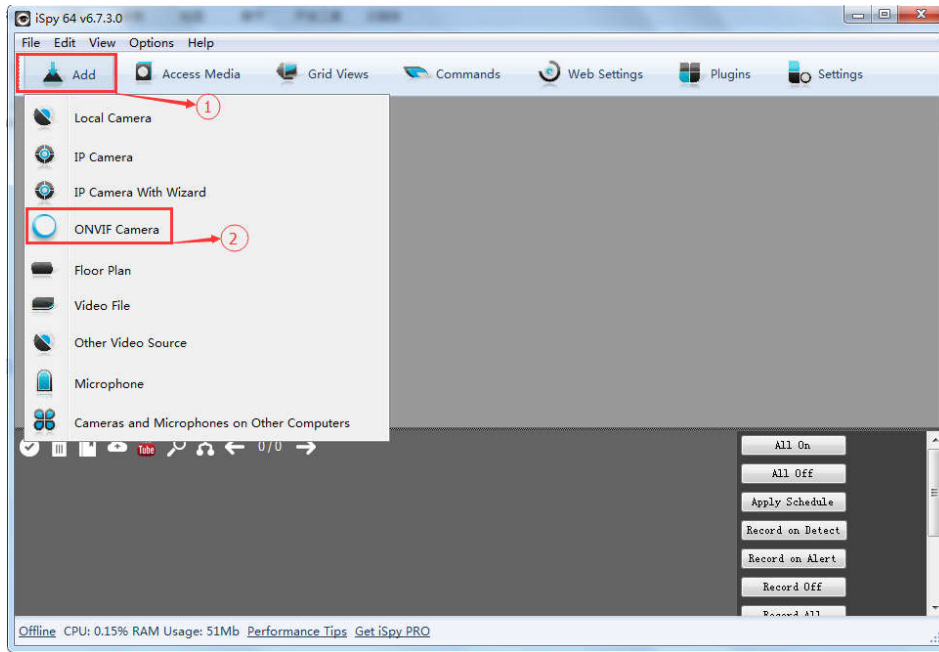 iSpy 64 v6.7.3.0
File Edit View Options Help
Add Access Media Grid Views Commands Web Settings Plugins Settings
1
Local Camera
IP Camera
IP Camera With Wizard
ONVIF Camera
2
Floor Plan
Video File
Other Video Source
Microphone
Cameras and Microphones on Other Computers
Tube 0/0
All On
All Off
Apply Schedule
Record on Detect
Record on Alert
Record Off
Record All
Offline CPU: 0.15% RAM Usage: 51Mb Performance Tips Get iSpy PRO